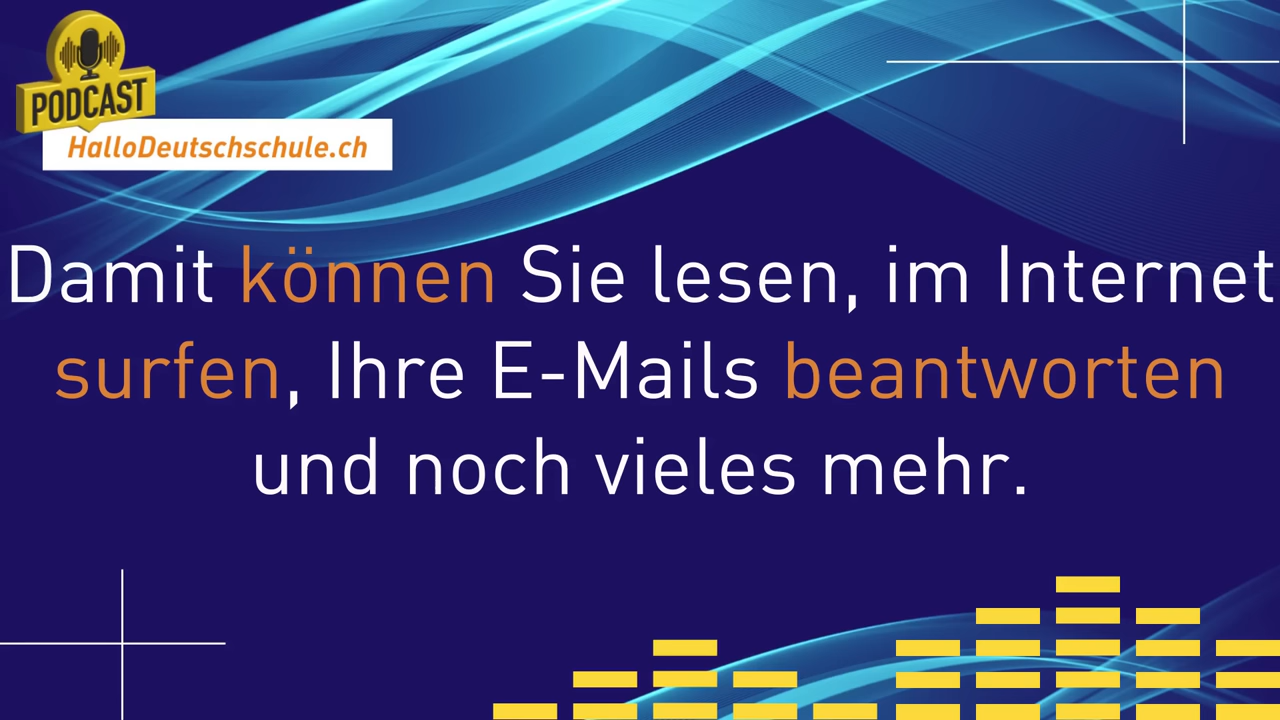 PODCAST
HalloDeutschschule.ch
Damit können Sie lesen, im Internet
surfen, Ihre E-Mails beantworten
und noch vieles mehr.